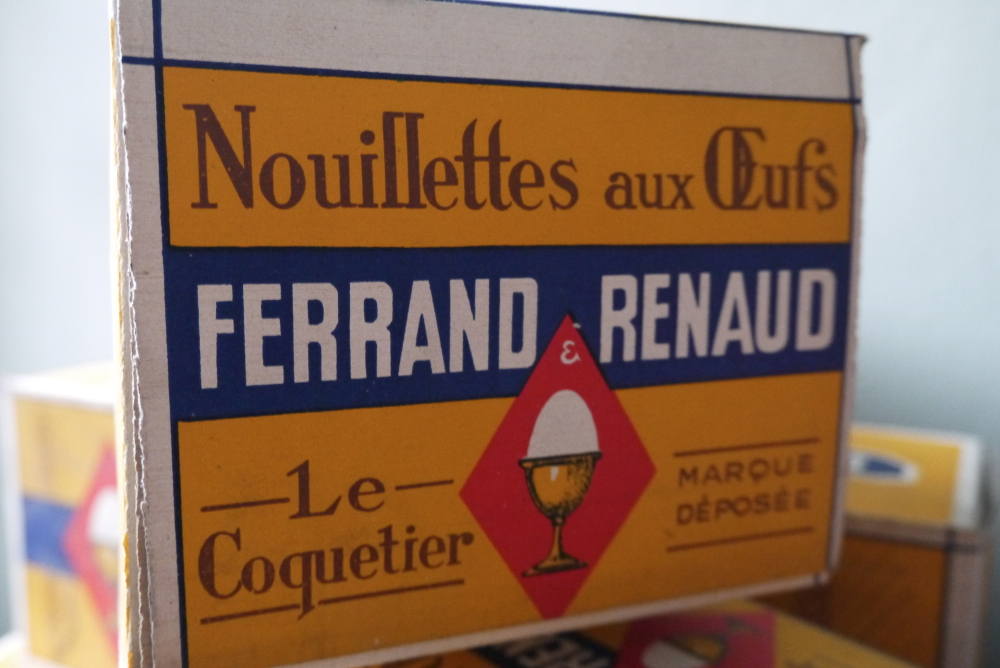 Nouillettes aux Œufs
FERRAND & RENAUD
Le
Coquetier
MARQUE
DÉPOSÉE